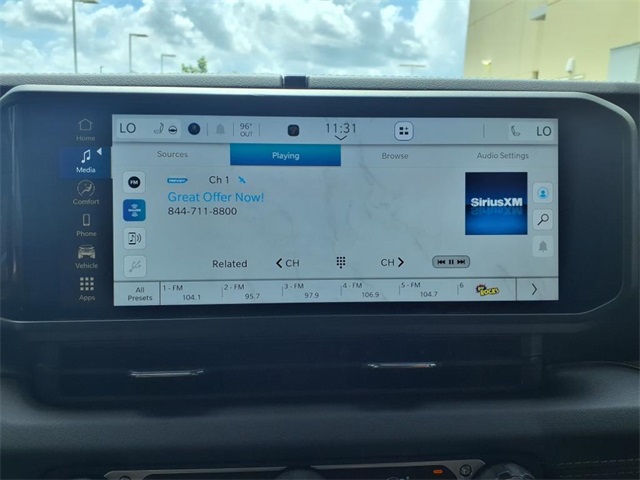 LO 96° OUT 11:31 LO
Home
Media
Comfort
Phone
Vehicle
Apps
Sources Playing Browse Audio Settings
FM
Ch 1
Great Offer Now!
844-711-8800
SiriusXM
Related CH CH
All Presets
1 - FM 104.1
2 - FM 95.7
3 - FM 97.9
4 - FM 106.9
5 - FM 104.7
6 ROCKS